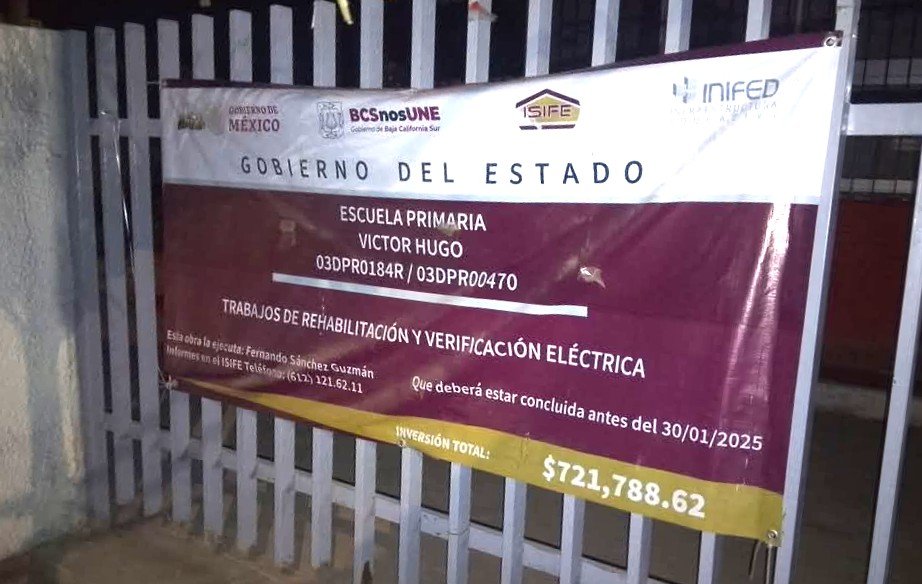 GOBIERNO DE
MÉXICO
BCSnosUNE
Gobierno de Baja California Sur
ISIFE
INIFED
GOBIERNO DEL ESTADO
ESCUELA PRIMARIA
VICTOR HUGO
03DPR0184R / 03DPR0047O
TRABAJOS DE REHABILITACIÓN Y VERIFICACIÓN ELÉCTRICA
Esta obra la ejecuta: Fernando Sánchez Guzmán
Informes en el ISIFE Teléfono: (612) 121.62.11
Que deberá estar concluida antes del 30/01/2025
INVERSIÓN TOTAL:
$721,788.62